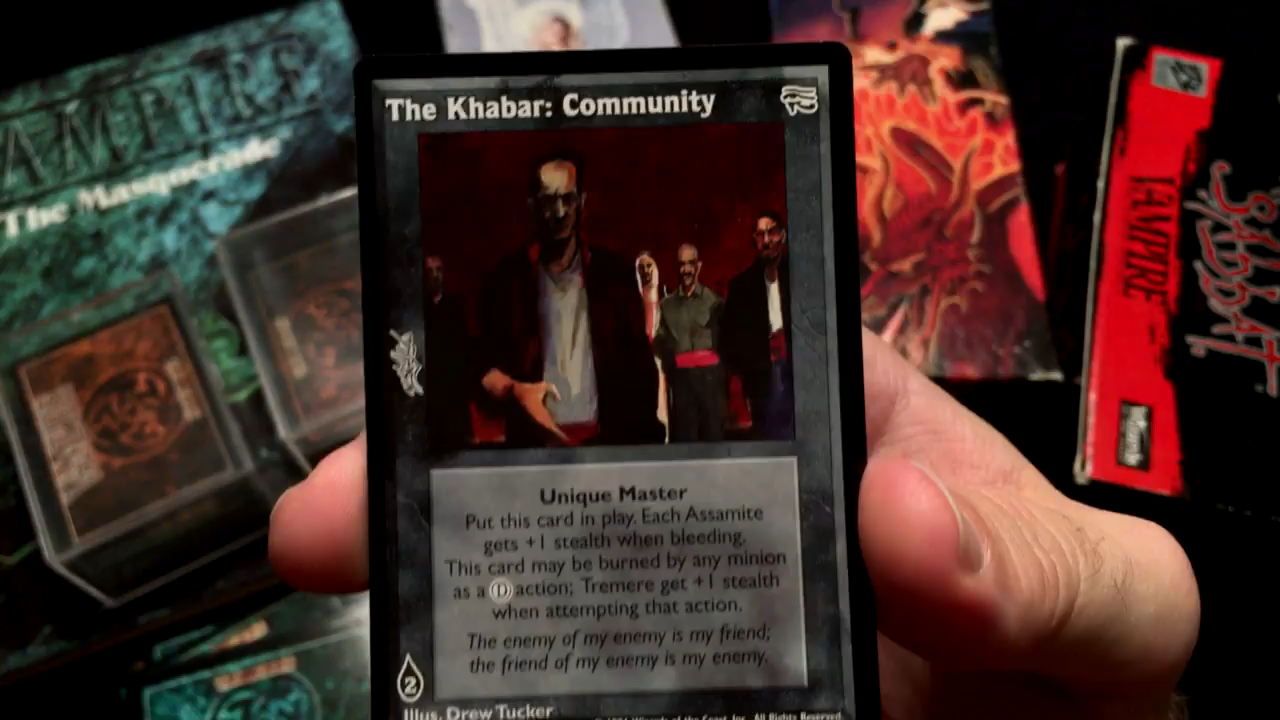 VAMPIRE
The Masquerade
The Khabar: Community
Unique Master
Put this card in play. Each Assamite
gets +1 stealth when bleeding.
This card may be burned by any minion
as a Ⓓ action; Tremere get +1 stealth
when attempting that action.
The enemy of my enemy is my friend;
the friend of my enemy is my enemy.
2
Illus. Drew Tucker
Wizards of the Coast, Inc. All Rights Reserved.
VAMPIRE
SABBAT